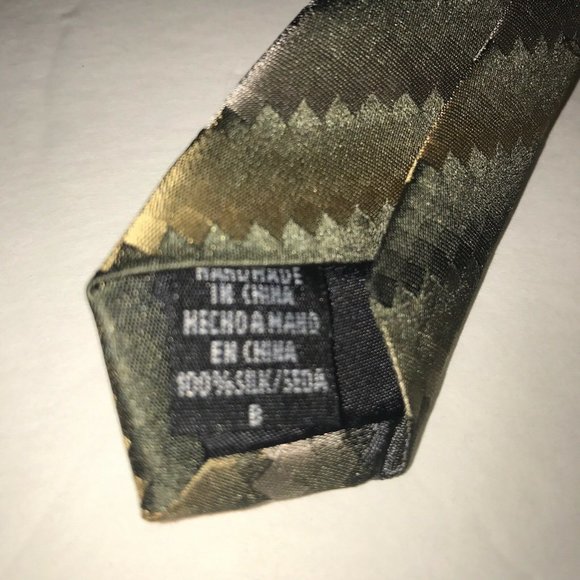 HANDMADE
IN CHINA
HECHO A MANO
EN CHINA
100% SILK/SEDA
B